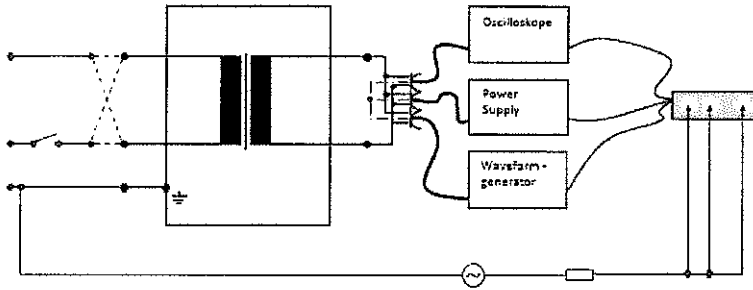 Oscilloskope
Power
Supply
Waveform -
generator